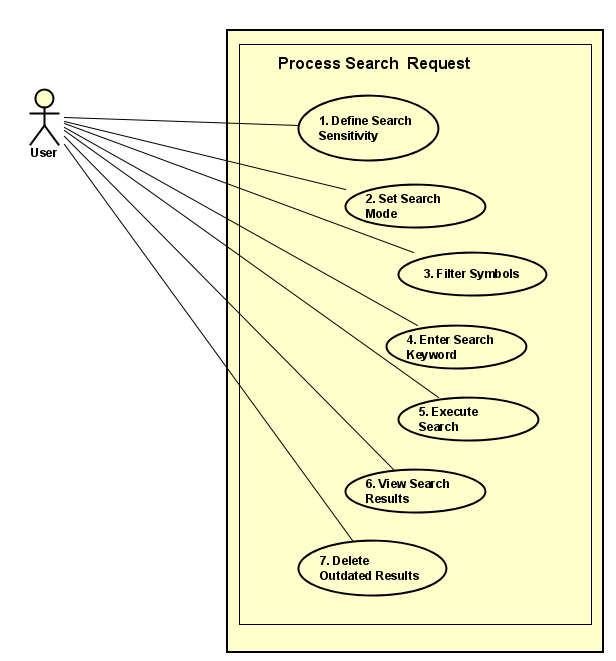 Process Search Request
1. Define Search
Sensitivity
User
2. Set Search
Mode
3. Filter Symbols
4. Enter Search
Keyword
5. Execute
Search
6. View Search
Results
7. Delete
Outdated Results